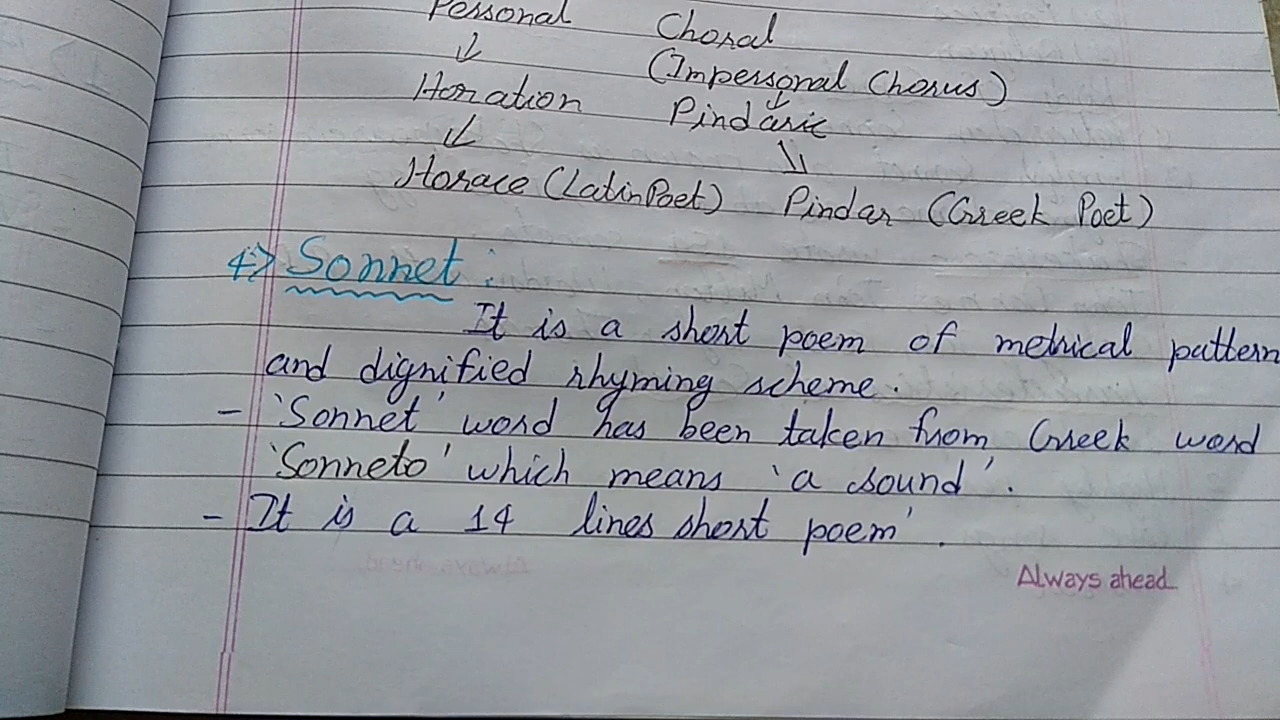 Personal Choral
(Impersonal Chorus)
Horation Pindaric
Horace (Latin Poet) Pindar (Greek Poet)
4) Sonnet :
It is a short poem of metrical pattern
and dignified rhyming scheme.
- 'Sonnet' word has been taken from Greek word
'Sonneto' which means 'a sound'.
- It is a 14 lines short poem'.
Always ahead